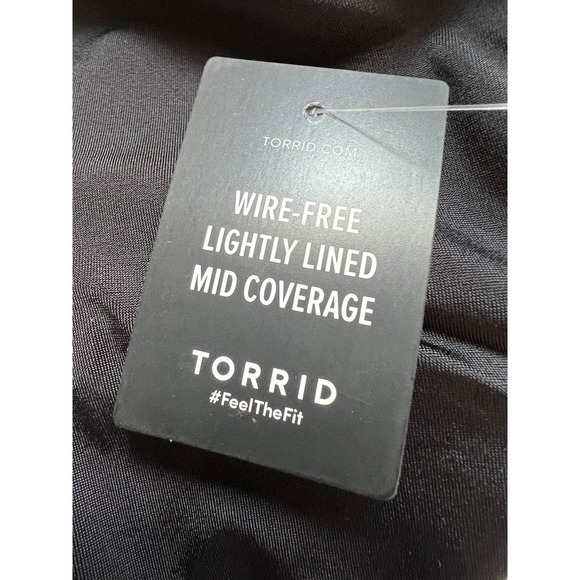 TORRID.COM
WIRE-FREE
LIGHTLY LINED
MID COVERAGE
TORRID
#FeelTheFit